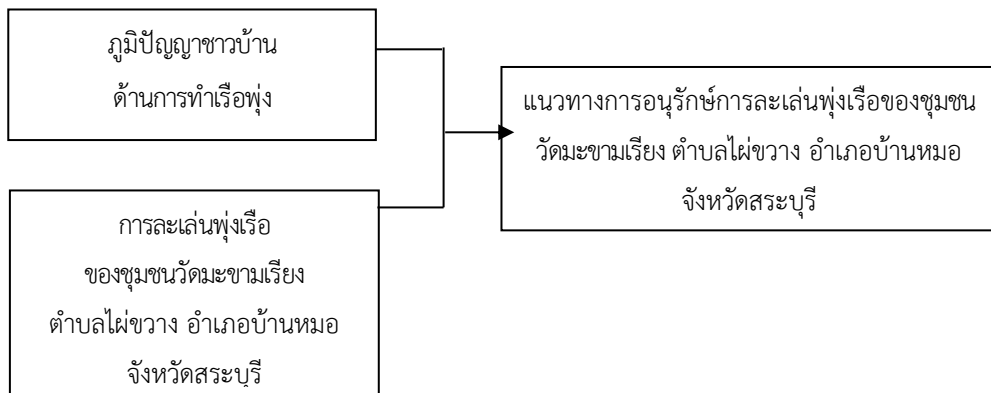 ภูมิปัญญาชาวบ้าน
ด้านการทำเรือพุ่ง
การละเล่นพุ่งเรือ
ของชุมชนวัดมะขามเรียง
ตำบลไผ่ขวาง อำเภอบ้านหมอ
จังหวัดสระบุรี
แนวทางการอนุรักษ์การละเล่นพุ่งเรือของชุมชน
วัดมะขามเรียง ตำบลไผ่ขวาง อำเภอบ้านหมอ
จังหวัดสระบุรี